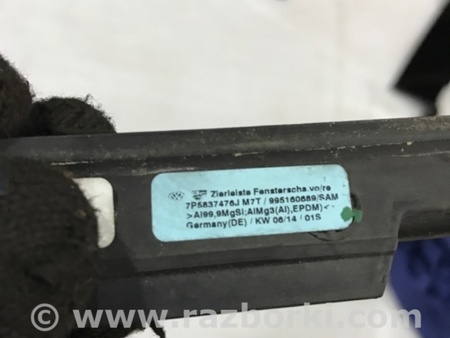 Zierleiste Fensterscha.vo/re
7P5837476J M7T / 995160689/SAM
>Al99,9MgSi;AlMg3(Al),EPDM)<-
Germany(DE) / KW 06/14 / 01S
© www.razborki.com/